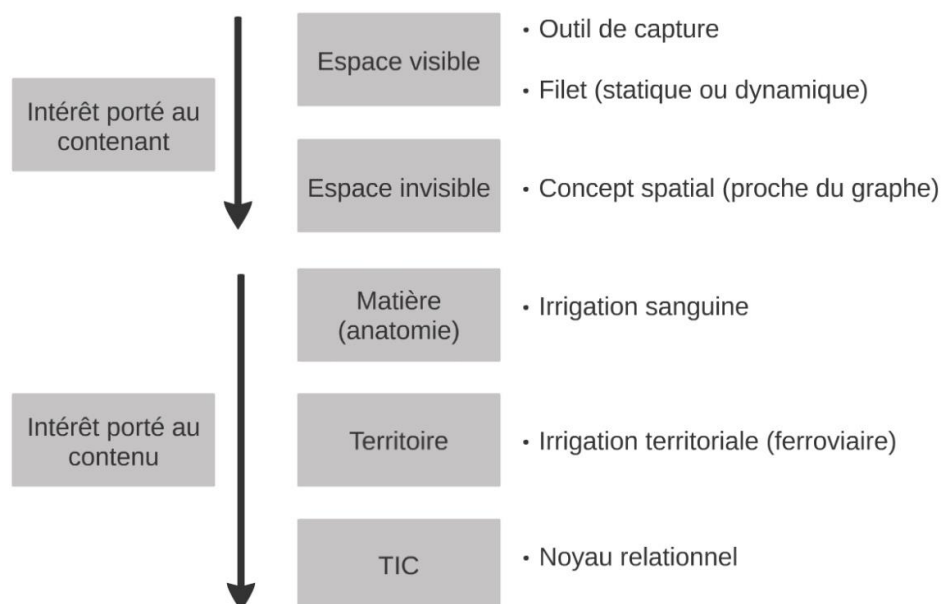 Espace visible
• Outil de capture
• Filet (statique ou dynamique)
Intérêt porté au
contenant
Espace invisible
• Concept spatial (proche du graphe)
Matière
(anatomie)
• Irrigation sanguine
Intérêt porté au
contenu
Territoire
• Irrigation territoriale (ferroviaire)
TIC
• Noyau relationnel